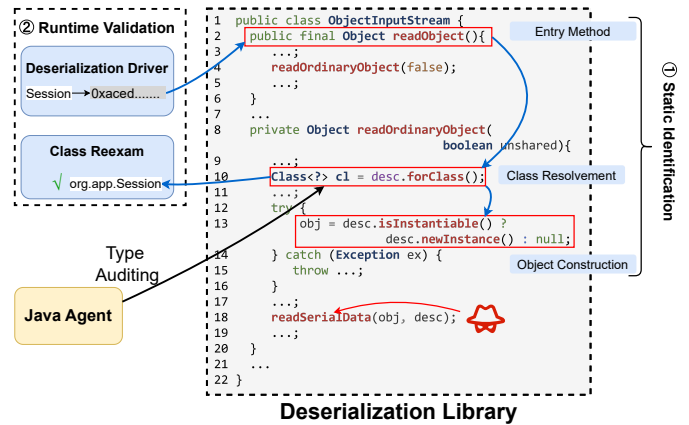 ② Runtime Validation
Deserialization Driver
Session 0xaced.......
Class Reexam
√ org.app.Session
Type
Auditing
Java Agent
1 public class ObjectInputStream {
2 public final Object readObject(){
3 ...;
4 readOrdinaryObject(false);
5 ...;
6 }
7 ...
8 private Object readOrdinaryObject(
boolean unshared){
9 ...;
10 Class<?> cl = desc.forClass();
11 ...;
12 try {
13 obj = desc.isInstantiable() ?
desc.newInstance() : null;
14 } catch (Exception ex) {
15 throw ...;
16 }
17 ...;
18 readSerialData(obj, desc);
19 ...;
20 }
21 ...
22 }
Entry Method
Class Resolvement
Object Construction
① Static Identification
Deserialization Library